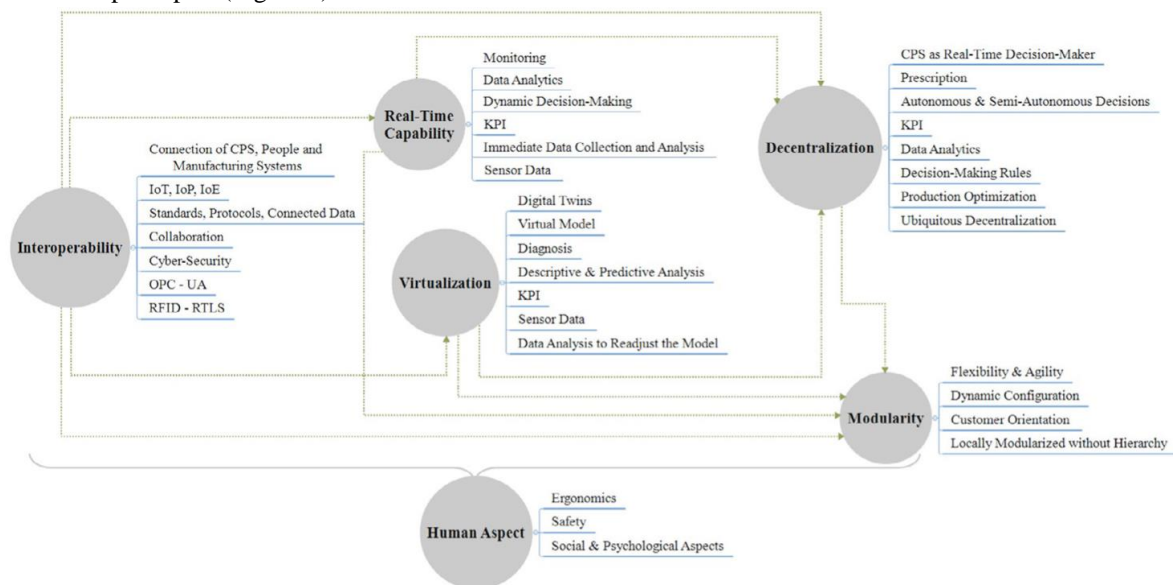 Interoperability
Connection of CPS, People and
Manufacturing Systems
IoT, IoP, IoE
Standards, Protocols, Connected Data
Collaboration
Cyber-Security
OPC - UA
RFID - RTLS
Real-Time
Capability
Monitoring
Data Analytics
Dynamic Decision-Making
KPI
Immediate Data Collection and Analysis
Sensor Data
Virtualization
Digital Twins
Virtual Model
Diagnosis
Descriptive & Predictive Analysis
KPI
Sensor Data
Data Analysis to Readjust the Model
Decentralization
CPS as Real-Time Decision-Maker
Prescription
Autonomous & Semi-Autonomous Decisions
KPI
Data Analytics
Decision-Making Rules
Production Optimization
Ubiquitous Decentralization
Modularity
Flexibility & Agility
Dynamic Configuration
Customer Orientation
Locally Modularized without Hierarchy
Human Aspect
Ergonomics
Safety
Social & Psychological Aspects